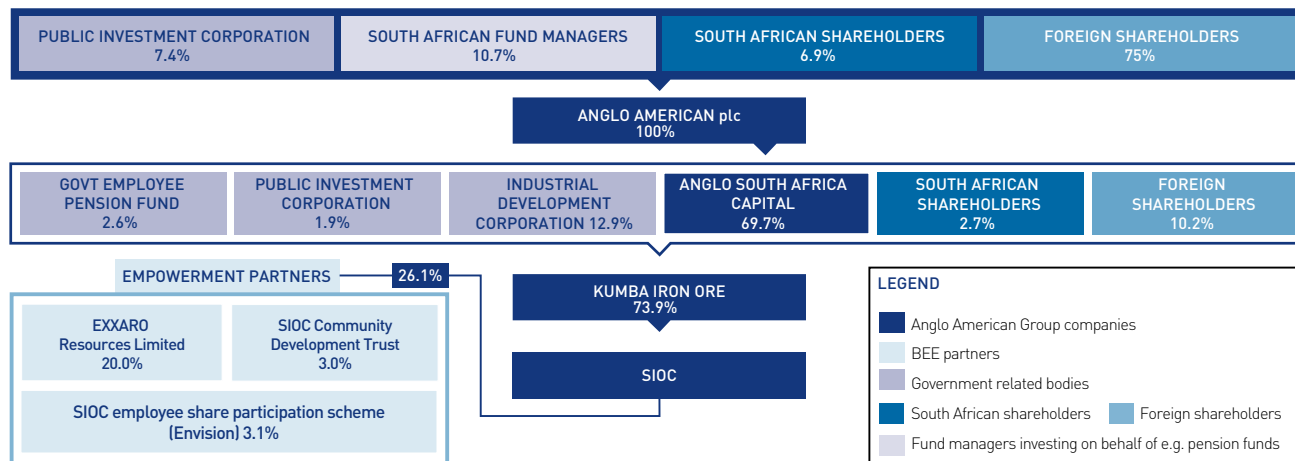 PUBLIC INVESTMENT CORPORATION
7.4%
SOUTH AFRICAN FUND MANAGERS
10.7%
SOUTH AFRICAN SHAREHOLDERS
6.9%
FOREIGN SHAREHOLDERS
75%
ANGLO AMERICAN plc
100%
GOVT EMPLOYEE
PENSION FUND
2.6%
PUBLIC INVESTMENT
CORPORATION
1.9%
INDUSTRIAL
DEVELOPMENT
CORPORATION 12.9%
ANGLO SOUTH AFRICA
CAPITAL
69.7%
SOUTH AFRICAN
SHAREHOLDERS
2.7%
FOREIGN
SHAREHOLDERS
10.2%
EMPOWERMENT PARTNERS
26.1%
EXXARO
Resources Limited
20.0%
SIOC Community
Development Trust
3.0%
SIOC employee share participation scheme
(Envision) 3.1%
KUMBA IRON ORE
73.9%
SIOC
LEGEND
Anglo American Group companies
BEE partners
Government related bodies
South African shareholders
Foreign shareholders
Fund managers investing on behalf of e.g. pension funds